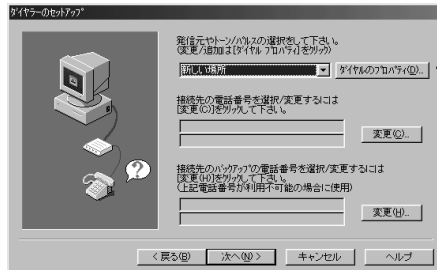 ダイヤラーのセットアップ
発信元やトーン/パルスの選択をして下さい。
(変更/追加は[ダイヤル プロパティ]をクリック)
新しい場所
ダイヤルのプロパティ(D)...
接続先の電話番号を選択/変更するには
[変更(C)]をクリックして下さい。
変更(C)...
接続先のバックアップの電話番号を選択/変更するには
[変更(H)]をクリックして下さい。
(上記電話番号が利用不可能の場合に使用)
変更(H)...
< 戻る(B)
次へ(N) >
キャンセル
ヘルプ